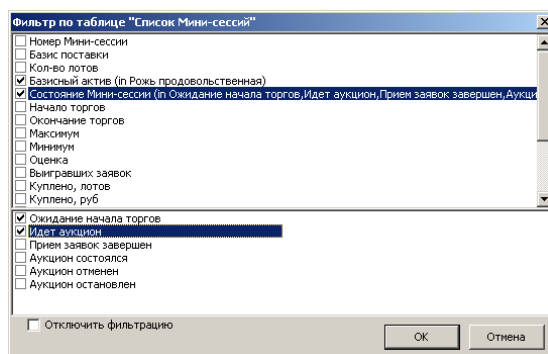 Фильтр по таблице "Список Мини-сессий"
Номер Мини-сессии
Базис поставки
Кол-во лотов
Базисный актив (in Рожь продовольственная)
Состояние Мини-сессии (in Ожидание начала торгов,Идет аукцион,Прием заявок завершен,Аукци
Начало торгов
Окончание торгов
Максимум
Минимум
Оценка
Выигравших заявок
Куплено, лотов
Куплено, руб
Ожидание начала торгов
Идет аукцион
Прием заявок завершен
Аукцион состоялся
Аукцион отменен
Аукцион остановлен
Отключить фильтрацию
OK
Отмена